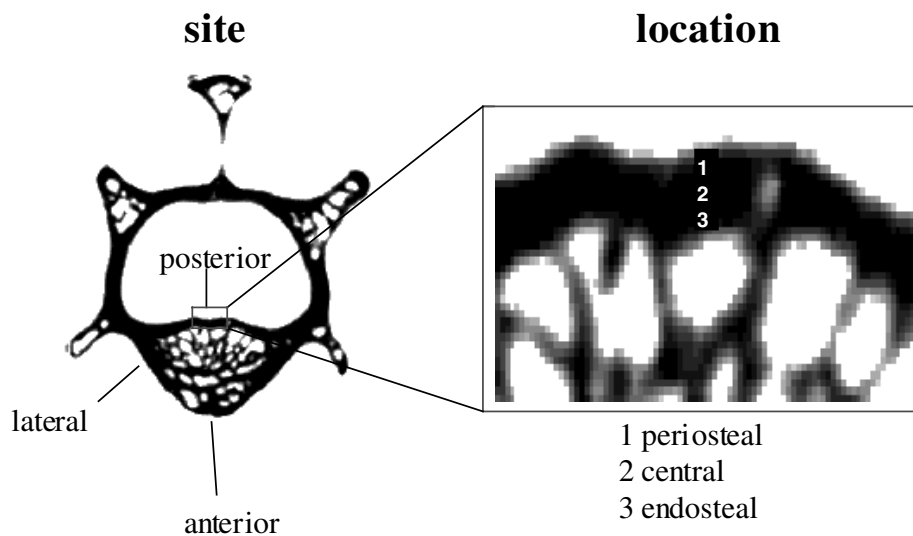 site
location
1
2
3
posterior
lateral
anterior
1 periosteal
2 central
3 endosteal